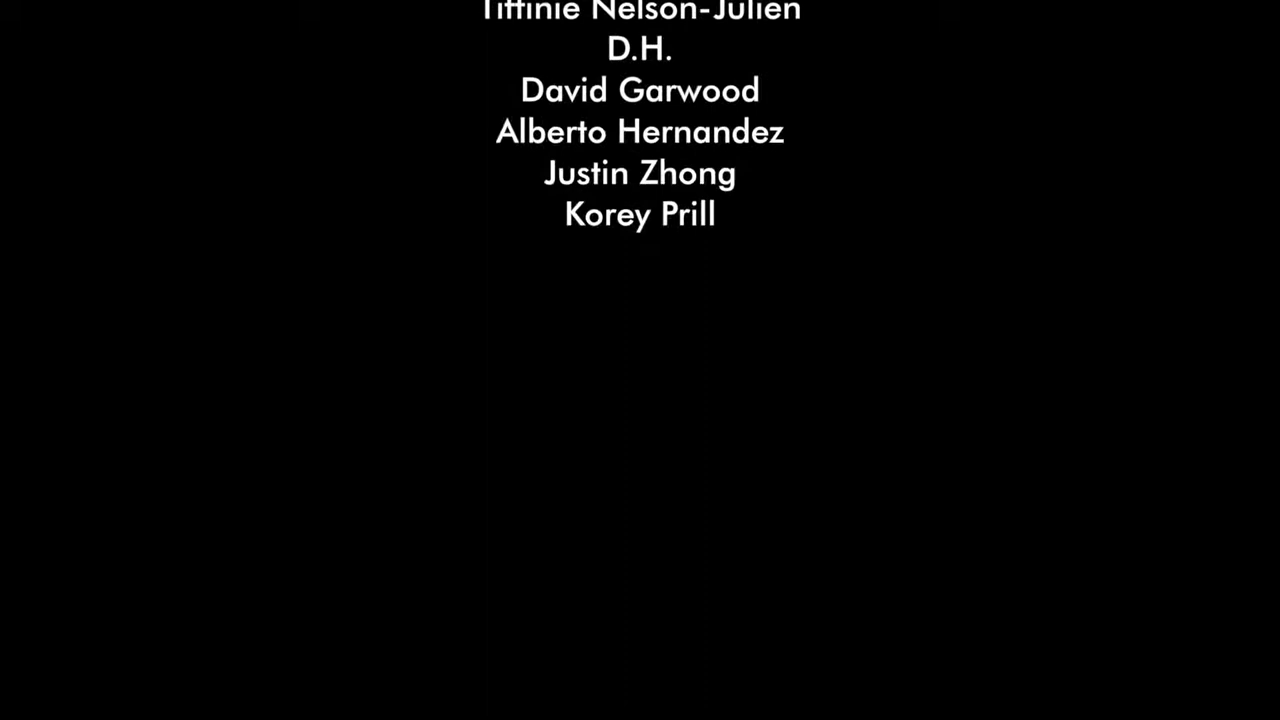 Tiffinie Nelson-Julien
D.H.
David Garwood
Alberto Hernandez
Justin Zhong
Korey Prill